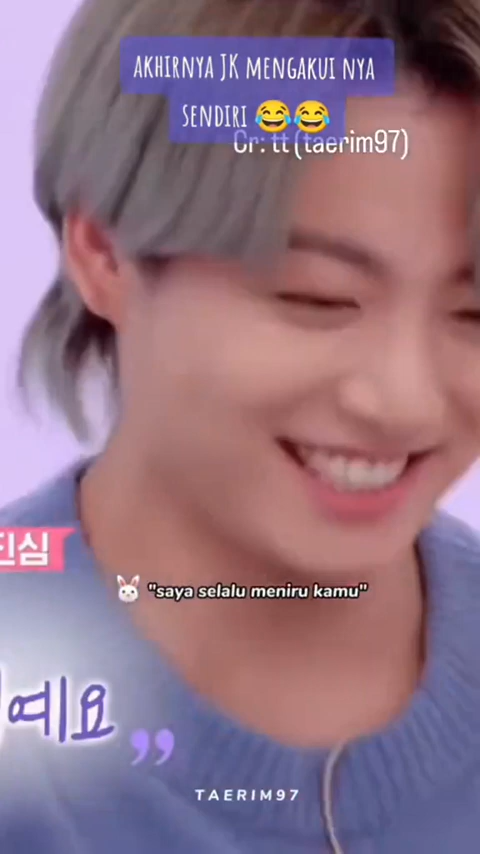 AKHIRNYA JK MENGAKUI NYA
SENDIRI 😂😂
Cr: tt (taerim97)
진심
🐰 "saya selalu meniru kamu"
예요 ”
TAERIM97